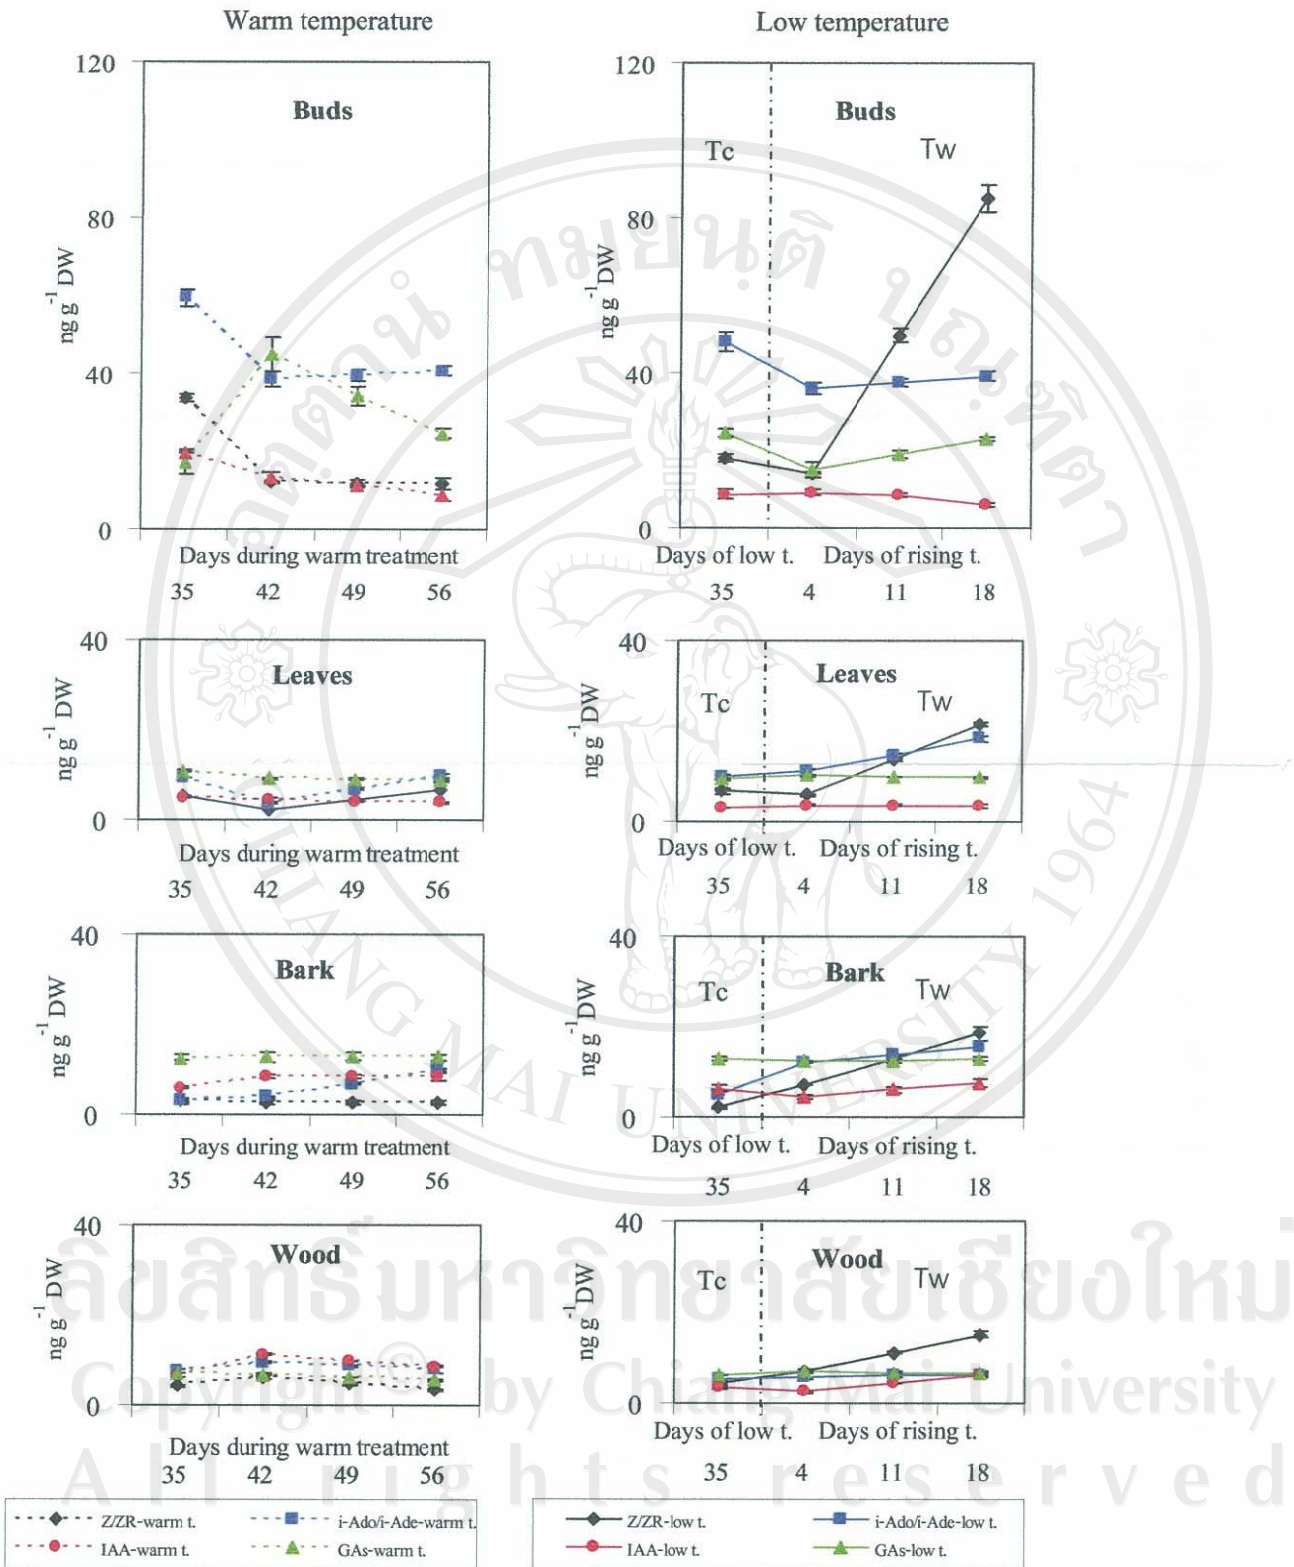 Warm temperature
Low temperature
120
Buds
80
ng g-1 DW
40
0
Days during warm treatment
35 42 49 56
120
Buds
Tc Tw
80
ng g-1 DW
40
0
Days of low t. Days of rising t.
35 4 11 18
40
Leaves
ng g-1 DW
0
Days during warm treatment
35 42 49 56
40
Leaves
Tc Tw
ng g-1 DW
0
Days of low t. Days of rising t.
35 4 11 18
40
Bark
ng g-1 DW
0
Days during warm treatment
35 42 49 56
40
Bark
Tc Tw
ng g-1 DW
0
Days of low t. Days of rising t.
35 4 11 18
40
Wood
ng g-1 DW
0
Days during warm treatment
35 42 49 56
40
Wood
Tc Tw
ng g-1 DW
0
Days of low t. Days of rising t.
35 4 11 18
Z/ZR-warm t. i-Ado/i-Ade-warm t.
IAA-warm t. GAs-warm t.
Z/ZR-low t. i-Ado/i-Ade-low t.
IAA-low t. GAs-low t.
CHIANG MAI UNIVERSITY 1964
ลิขสิทธิ์มหาวิทยาลัยเชียงใหม่
Copyright © by Chiang Mai University
All rights reserved